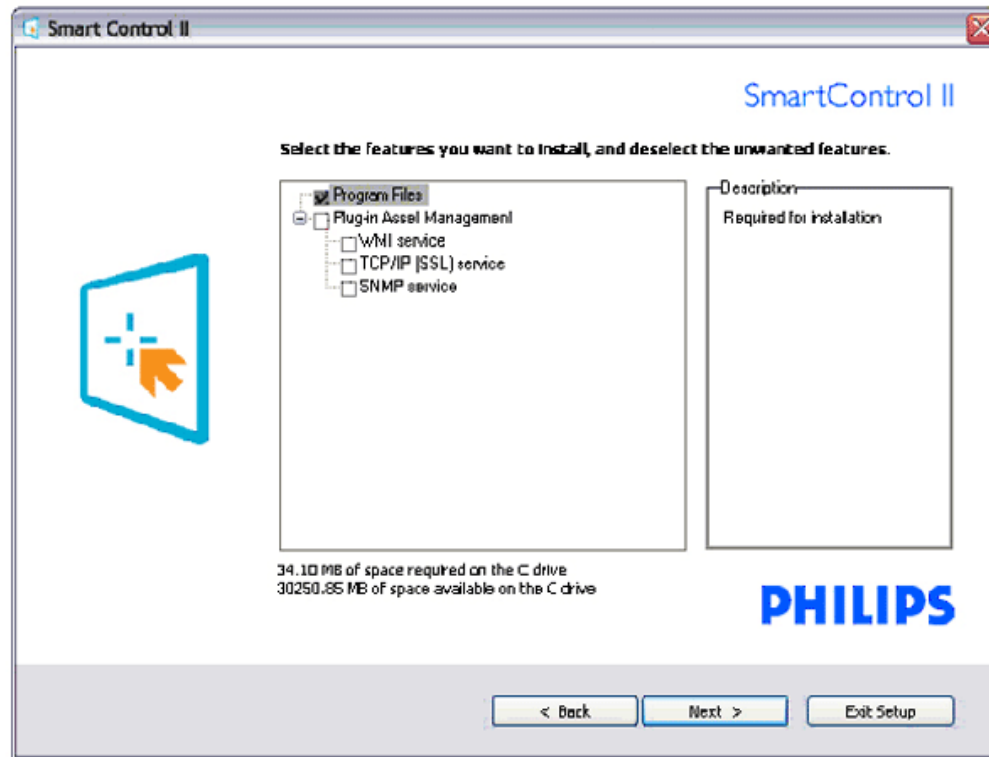 Smart Control II
SmartControl II
Select the features you want to install, and deselect the unwanted features.
Program Files
Plug-in Asset Management
WMI service
TCP/IP (SSL) service
SNMP service
Description
Required for installation
34.10 MB of space required on the C drive
30250.85 MB of space available on the C drive
PHILIPS
< Back
Next >
Exit Setup